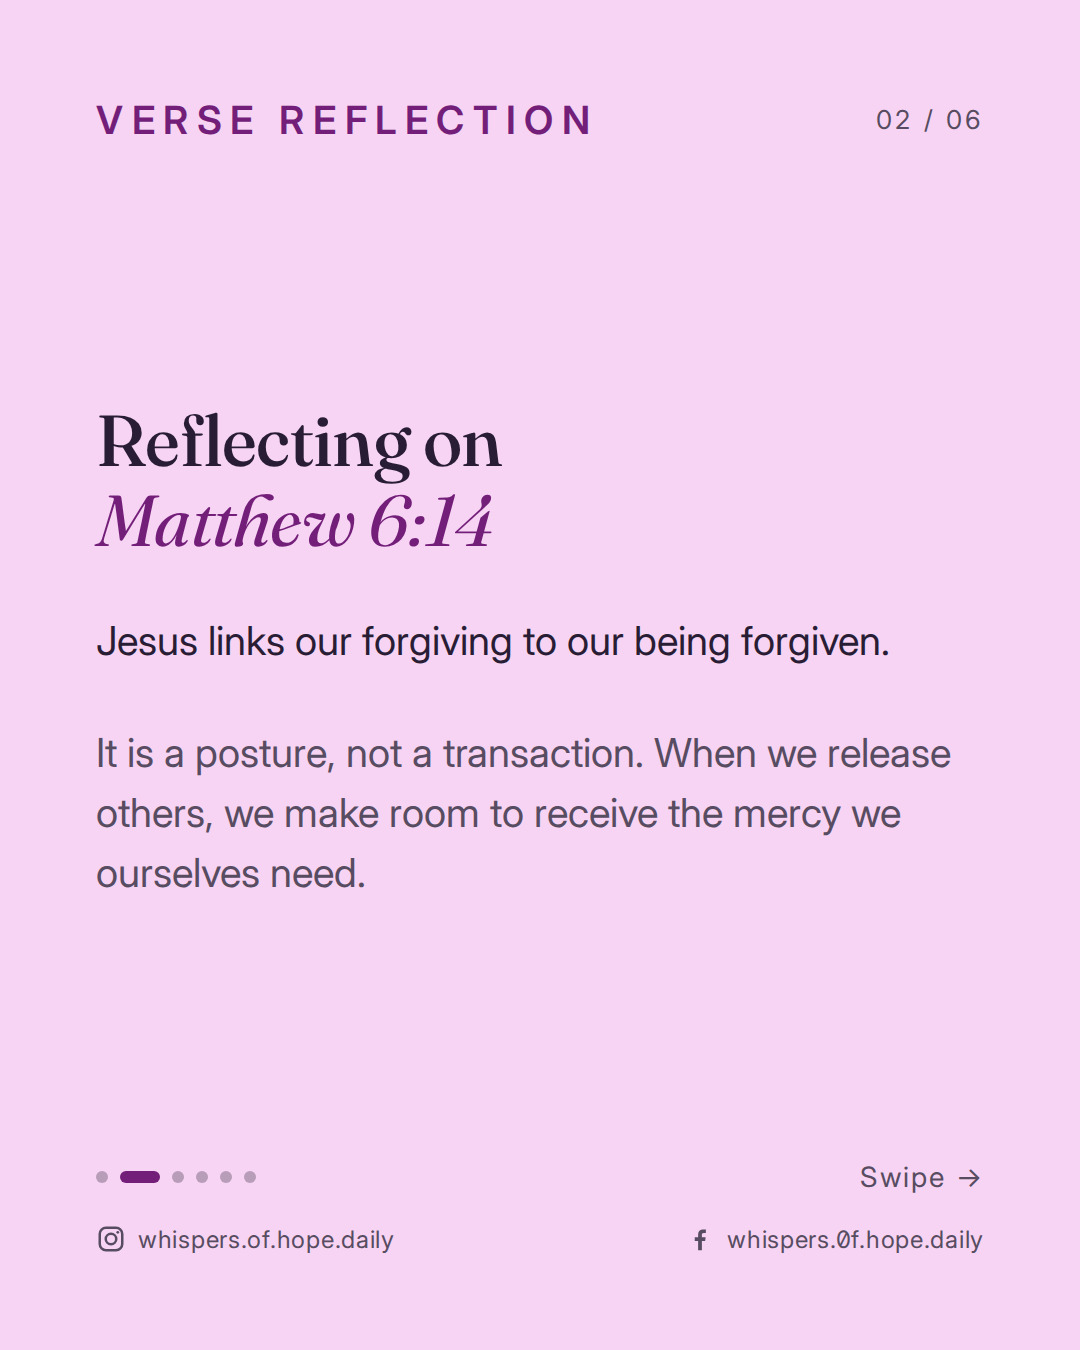 VERSE REFLECTION
02 / 06
Reflecting on
Matthew 6:14
Jesus links our forgiving to our being forgiven.
It is a posture, not a transaction. When we release
others, we make room to receive the mercy we
ourselves need.
Swipe →
whispers.of.hope.daily
whispers.0f.hope.daily